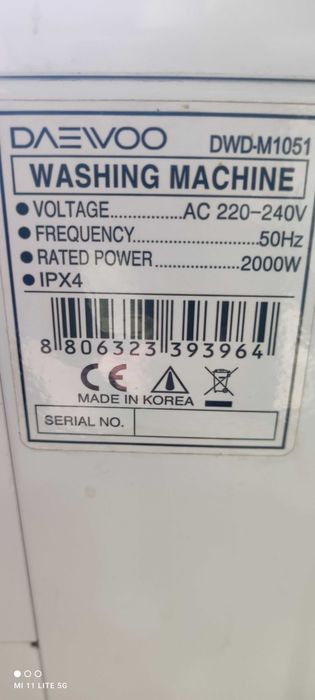 DAEWOO DWD-M1051
WASHING MACHINE
● VOLTAGE..............AC 220-240V
● FREQUENCY........................50Hz
● RATED POWER................2000W
● IPX4
8 806323 393964
CE
MADE IN KOREA
SERIAL NO.
MI 11 LITE 5G